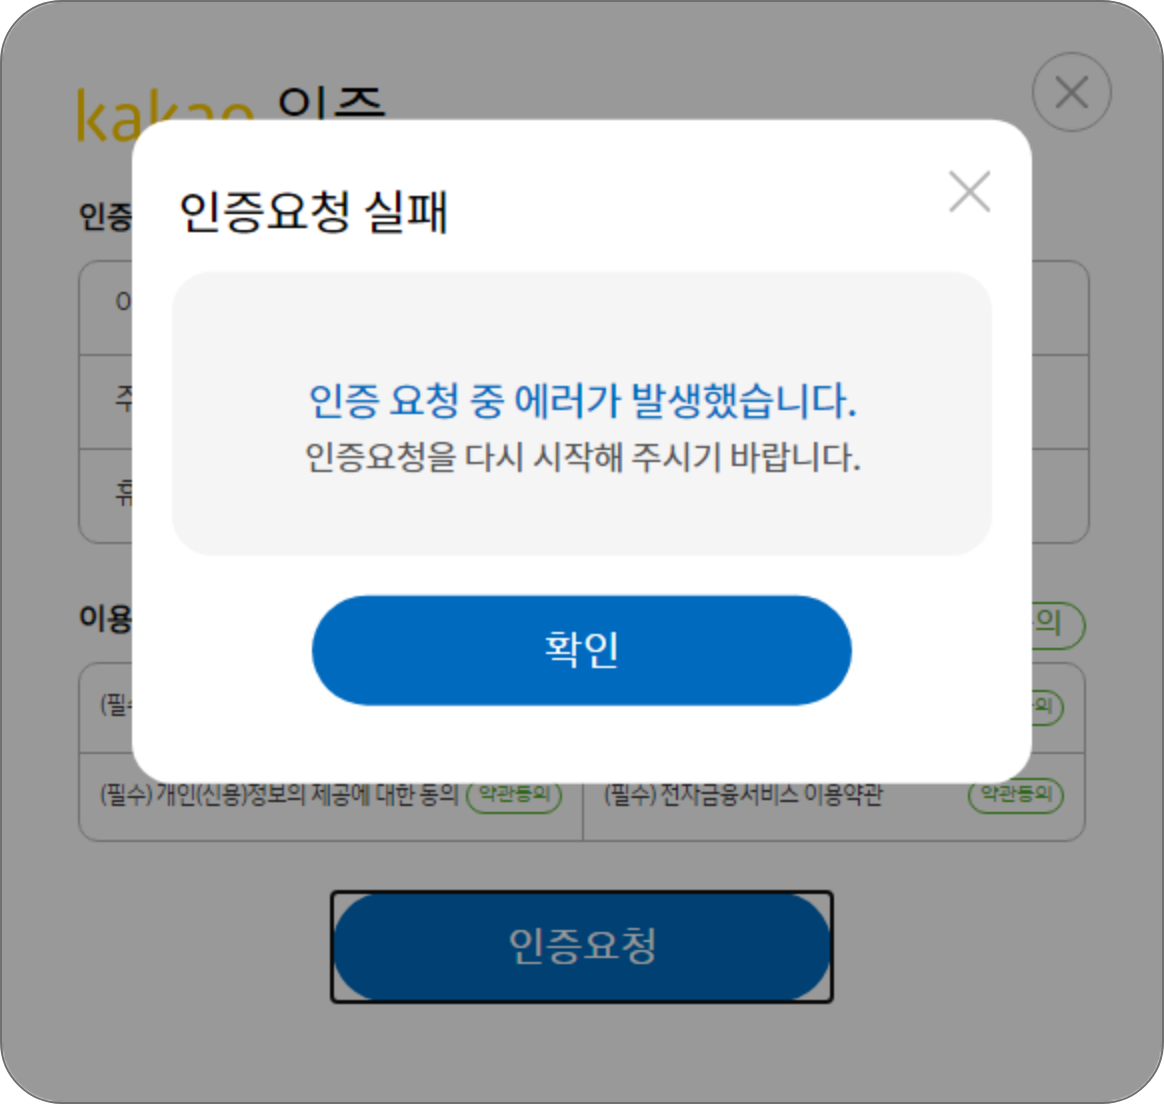 kakao 인증
인증요청 실패
인증
인증 요청 중 에러가 발생했습니다.
인증요청을 다시 시작해 주시기 바랍니다.
확인
이용
(필수) 개인(신용)정보의 제공에 대한 동의 약관동의 (필수) 전자금융서비스 이용약관 약관동의
인증요청